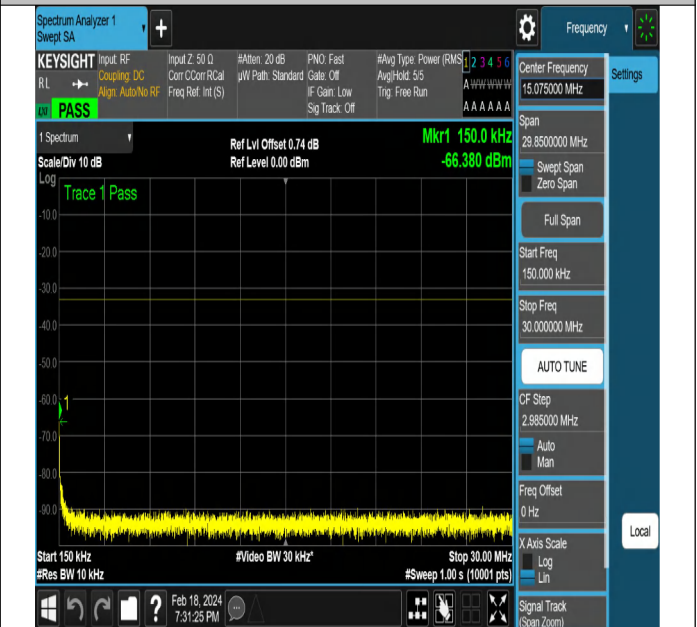 Spectrum Analyzer 1
Swept SA
+
Frequency
KEYSIGHT
Input: RF
Coupling: DC
Align: Auto/No RF
Input Z: 50 Ω
Corr CCorr RCal
Freq Ref: Int (S)
#Atten: 20 dB
µW Path: Standard
PNO: Fast
Gate: Off
IF Gain: Low
Sig Track: Off
#Avg Type: Power (RMS
Avg|Hold: 5/5
Trig: Free Run
1 2 3 4 5 6
A W W W W W
A A A A A A
R L
LXI
PASS
1 Spectrum
Scale/Div 10 dB
Ref Lvl Offset 0.74 dB
Ref Level 0.00 dBm
Mkr1 150.0 kHz
-66.380 dBm
Log
Trace 1 Pass
-10.0
-20.0
-30.0
-40.0
-50.0
-60.0
1
-70.0
-80.0
-90.0
Start 150 kHz
#Res BW 10 kHz
#Video BW 30 kHz*
Stop 30.00 MHz
#Sweep 1.00 s (10001 pts)
?
Feb 18, 2024
7:31:25 PM
Center Frequency
15.075000 MHz
Settings
Span
29.8500000 MHz
Swept Span
Zero Span
Full Span
Start Freq
150.000 kHz
Stop Freq
30.000000 MHz
AUTO TUNE
CF Step
2.985000 MHz
Auto
Man
Freq Offset
0 Hz
Local
X Axis Scale
Log
Lin
Signal Track
(Span Zoom)